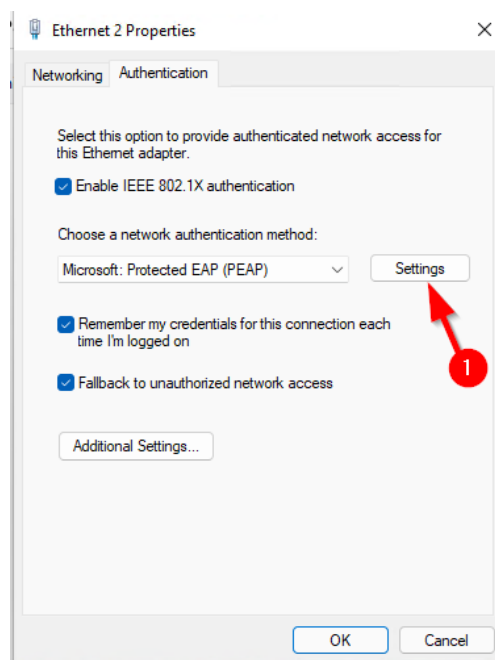 Ethernet 2 Properties
Networking Authentication
Select this option to provide authenticated network access for
this Ethernet adapter.
Enable IEEE 802.1X authentication
Choose a network authentication method:
Microsoft: Protected EAP (PEAP) Settings
Remember my credentials for this connection each
time I'm logged on
1
Fallback to unauthorized network access
Additional Settings...
OK Cancel